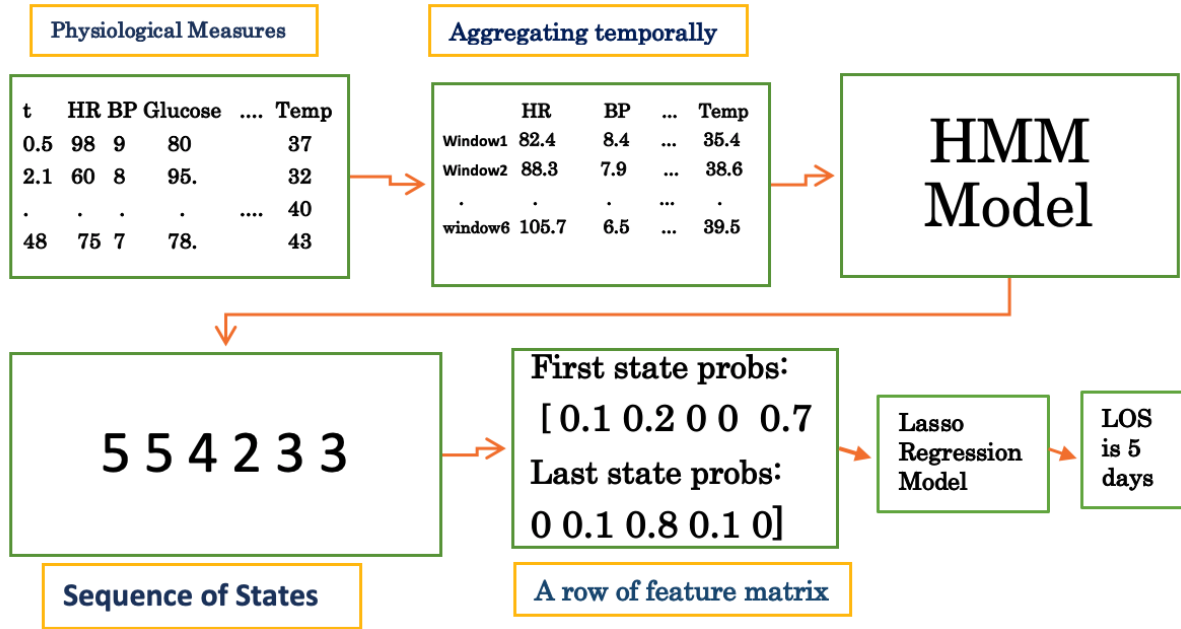 Physiological Measures
Aggregating temporally
t HR BP Glucose .... Temp
0.5 98 9 80 37
2.1 60 8 95. 32
. . . . .... 40
48 75 7 78. 43
HR BP ... Temp
Window1 82.4 8.4 ... 35.4
Window2 88.3 7.9 ... 38.6
. . . ... .
window6 105.7 6.5 ... 39.5
HMM
Model
5 5 4 2 3 3
Sequence of States
First state probs:
[ 0.1 0.2 0 0 0.7
Last state probs:
0 0.1 0.8 0.1 0]
A row of feature matrix
Lasso
Regression
Model
LOS
is 5
days